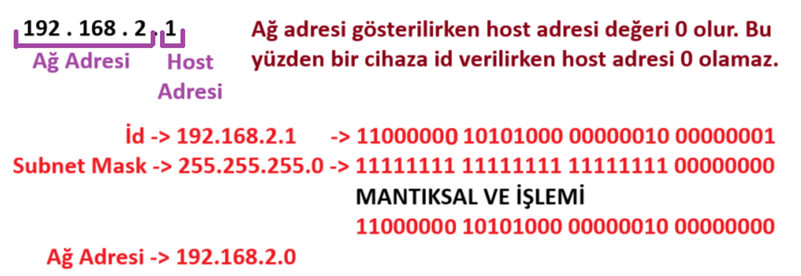 192 . 168 . 2 . 1
Ağ Adresi
Host
Adresi
Ağ adresi gösterilirken host adresi değeri 0 olur. Bu
yüzden bir cihaza id verilirken host adresi 0 olamaz.
İd -> 192.168.2.1 -> 11000000 10101000 00000010 00000001
Subnet Mask -> 255.255.255.0 -> 11111111 11111111 11111111 00000000
MANTIKSAL VE İŞLEMİ
11000000 10101000 00000010 00000000
Ağ Adresi -> 192.168.2.0